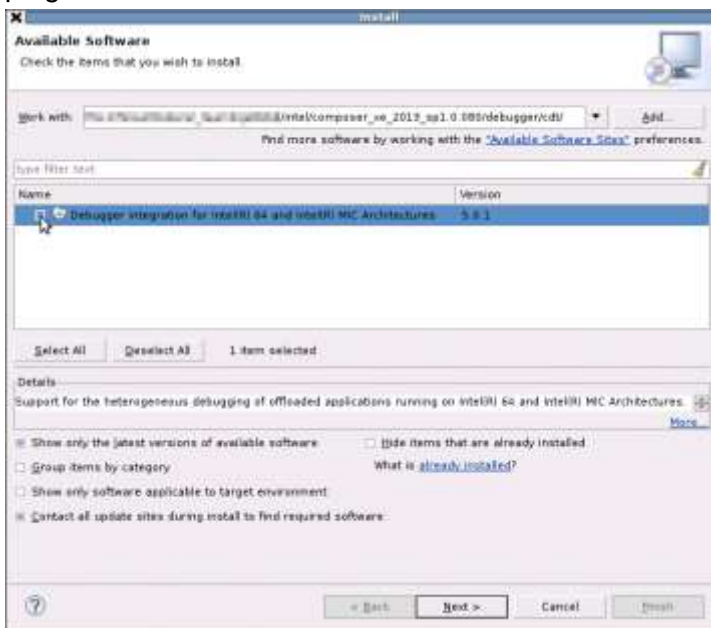 Install
Available Software
Check the items that you wish to install.
Work with: /intel/composer_xe_2013_sp1.0.080/debugger/cdt/ Add...
Find more software by working with the "Available Software Sites" preferences.
type filter text
Name Version
Debugger integration for Intel(R) 64 and Intel(R) MIC Architectures 5.0.1
Select All Deselect All 1 item selected
Details
Support for the heterogeneous debugging of offloaded applications running on Intel(R) 64 and Intel(R) MIC Architectures.
More...
Show only the latest versions of available software Hide items that are already installed
Group items by category What is already installed?
Show only software applicable to target environment
Contact all update sites during install to find required software
< Back Next > Cancel Finish